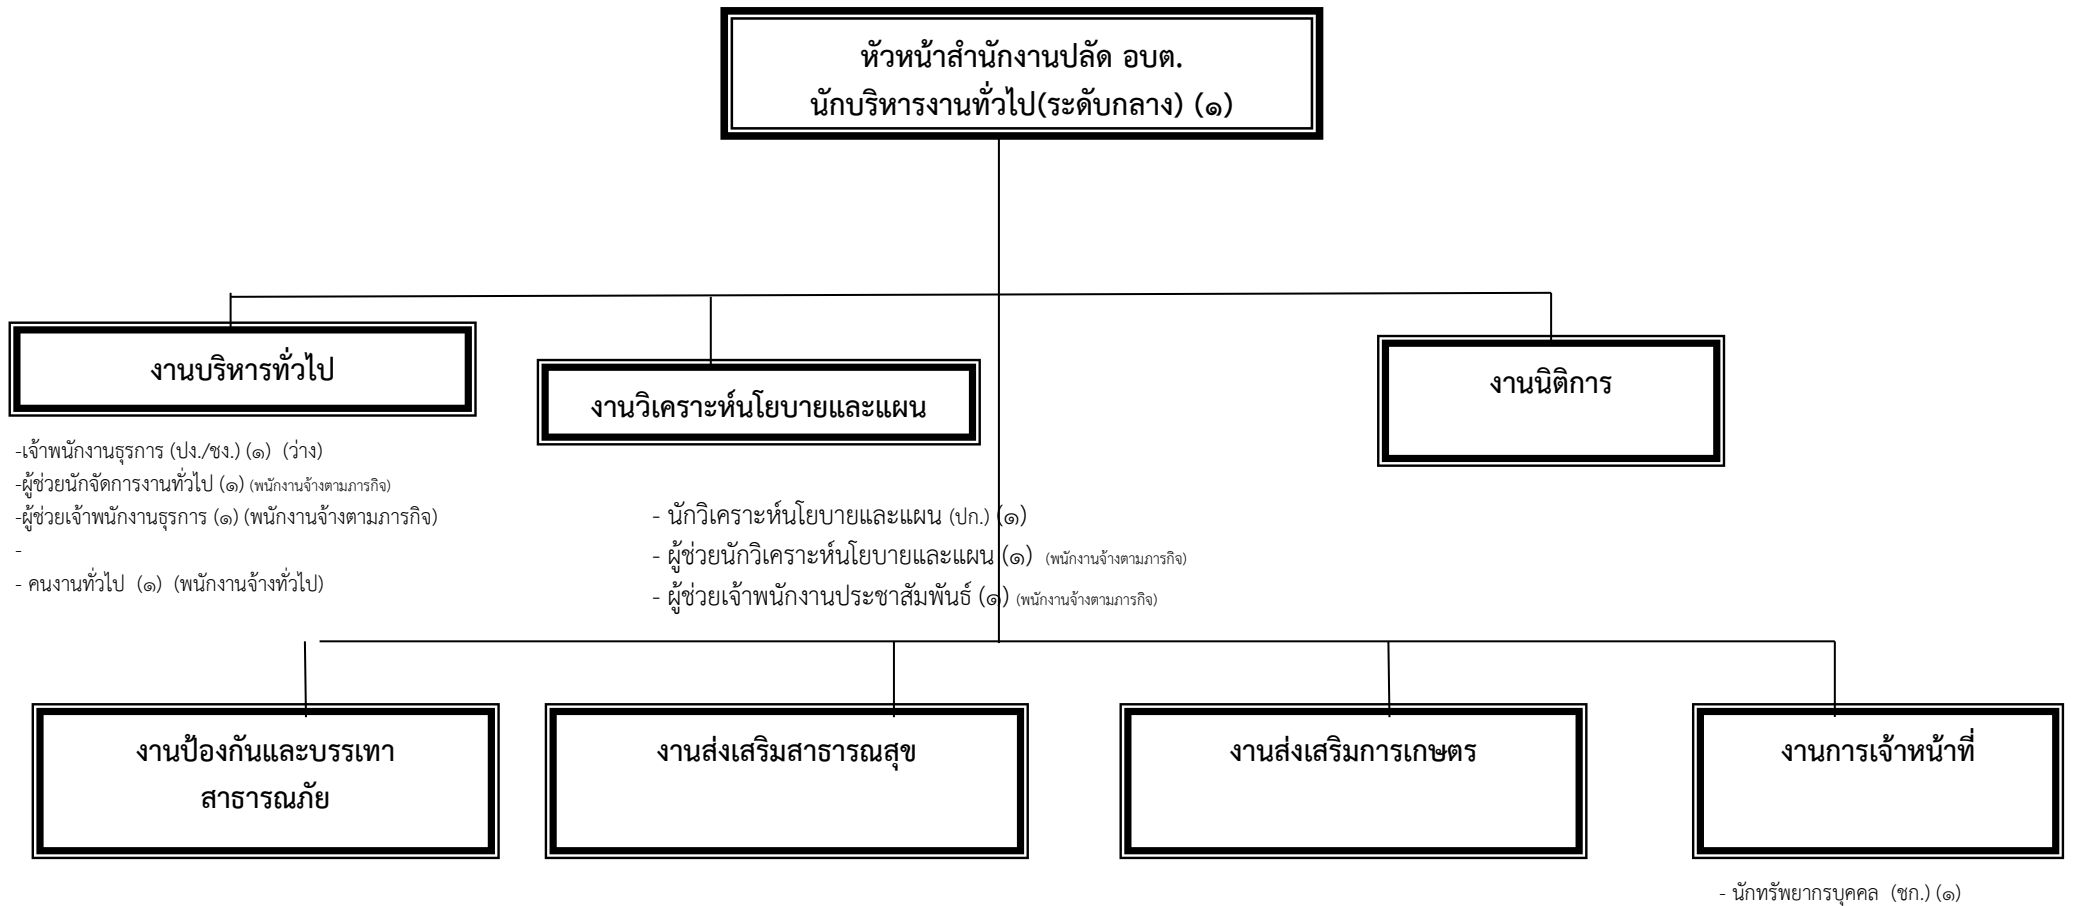 หัวหน้าสำนักงานปลัด อบต.
นักบริหารงานทั่วไป(ระดับกลาง) (๑)
งานบริหารทั่วไป
งานวิเคราะห์นโยบายและแผน
งานนิติการ
-เจ้าพนักงานธุรการ (ปง./ชง.) (๑) (ว่าง)
-ผู้ช่วยนักจัดการงานทั่วไป (๑) (พนักงานจ้างตามภารกิจ)
-ผู้ช่วยเจ้าพนักงานธุรการ (๑) (พนักงานจ้างตามภารกิจ)
-
- คนงานทั่วไป (๑) (พนักงานจ้างทั่วไป)
- นักวิเคราะห์นโยบายและแผน (ปก.) (๑)
- ผู้ช่วยนักวิเคราะห์นโยบายและแผน (๑) (พนักงานจ้างตามภารกิจ)
- ผู้ช่วยเจ้าพนักงานประชาสัมพันธ์ (๑) (พนักงานจ้างตามภารกิจ)
งานป้องกันและบรรเทา
สาธารณภัย
งานส่งเสริมสาธารณสุข
งานส่งเสริมการเกษตร
งานการเจ้าหน้าที่
- นักทรัพยากรบุคคล (ชก.) (๑)